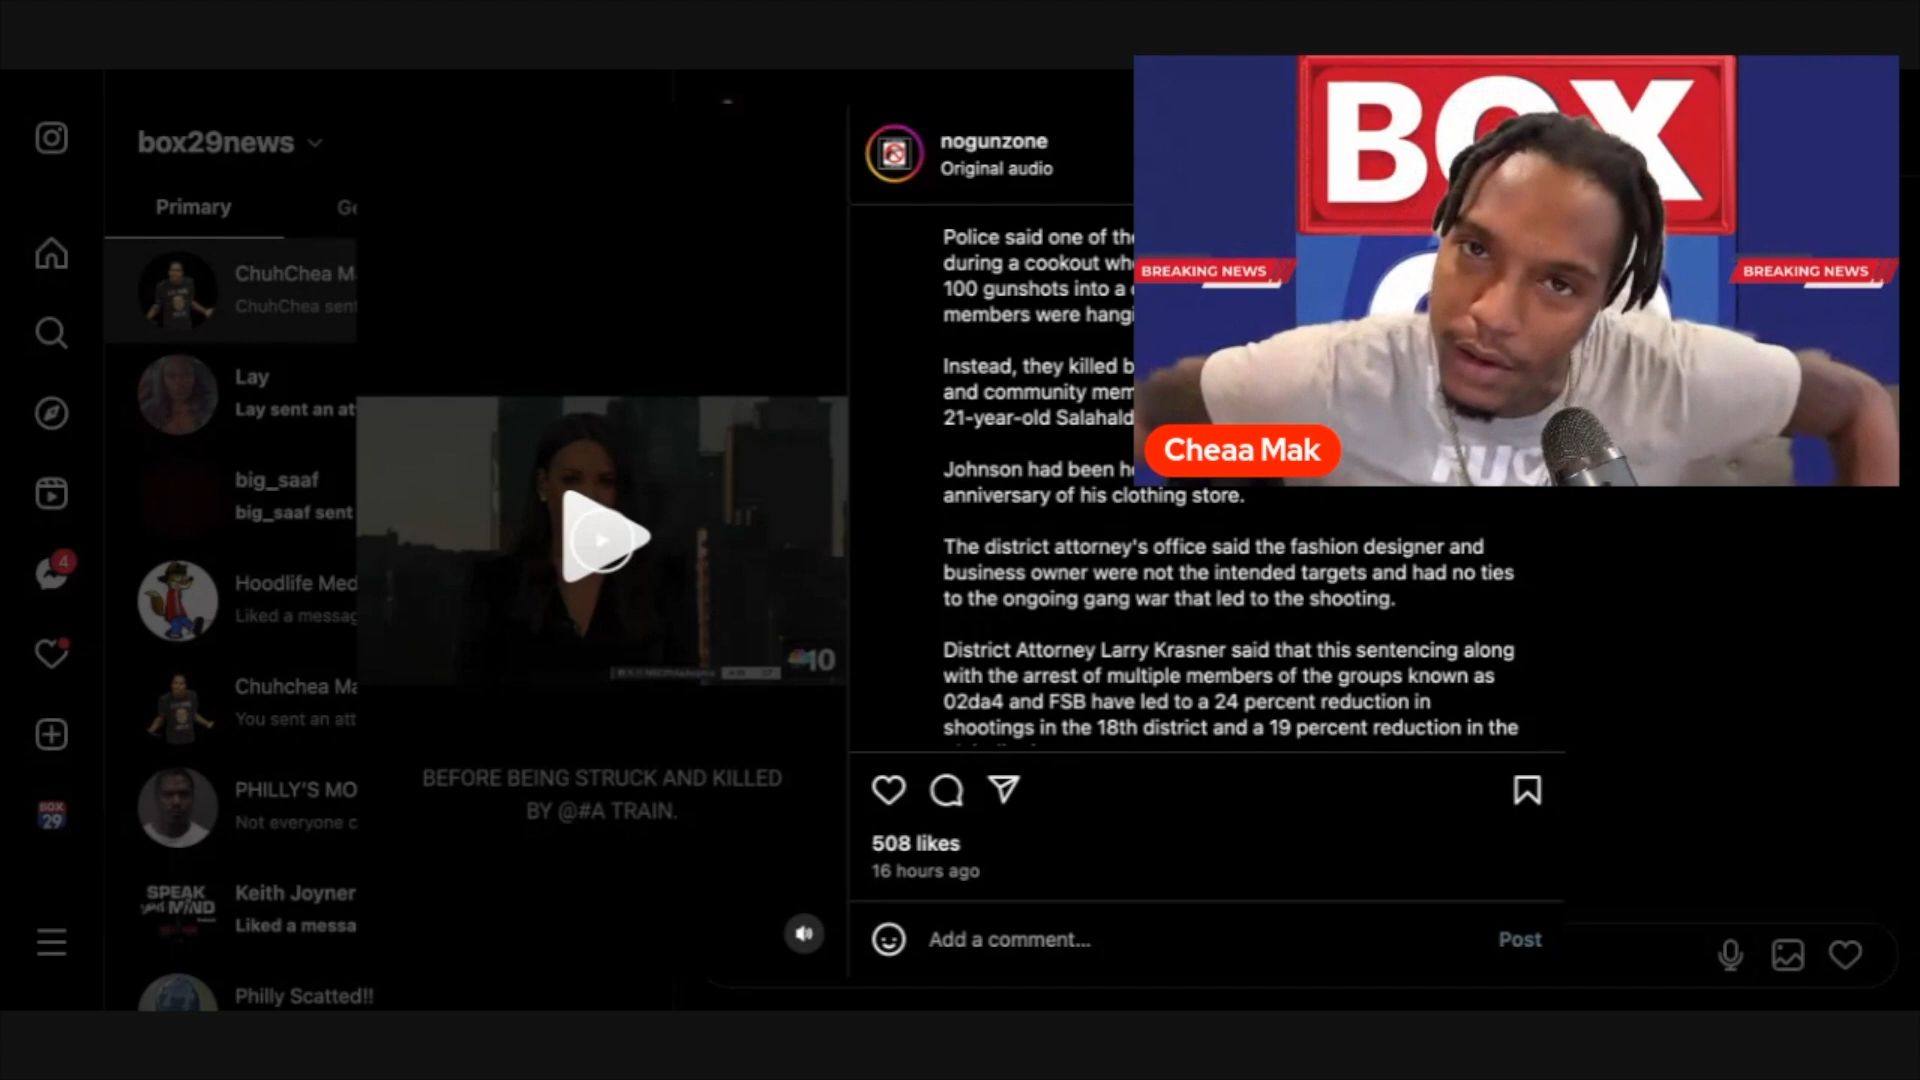 box29news
Primary
Ge
ChuhChea M
ChuhChea sent
Lay
Lay sent an at
big_saaf
big_saaf sent
4
Hoodlife Med
Liked a messag
Chuhchea Ma
You sent an att
PHILLY'S MO
Not everyone c
BOX
29
SPEAK
MIND
Keith Joyner
Liked a messa
Philly Scatted!!
10
BEFORE BEING STRUCK AND KILLED
BY @#A TRAIN.
nogunzone
Original audio
Police said one of the
during a cookout wh
100 gunshots into a
members were hangi
Instead, they killed b
and community mem
21-year-old Salahald
Johnson had been h
anniversary of his clothing store.
The district attorney's office said the fashion designer and
business owner were not the intended targets and had no ties
to the ongoing gang war that led to the shooting.
District Attorney Larry Krasner said that this sentencing along
with the arrest of multiple members of the groups known as
02da4 and FSB have led to a 24 percent reduction in
shootings in the 18th district and a 19 percent reduction in the
508 likes
16 hours ago
Add a comment...
Post
BOX
BREAKING NEWS
BREAKING NEWS
Cheaa Mak